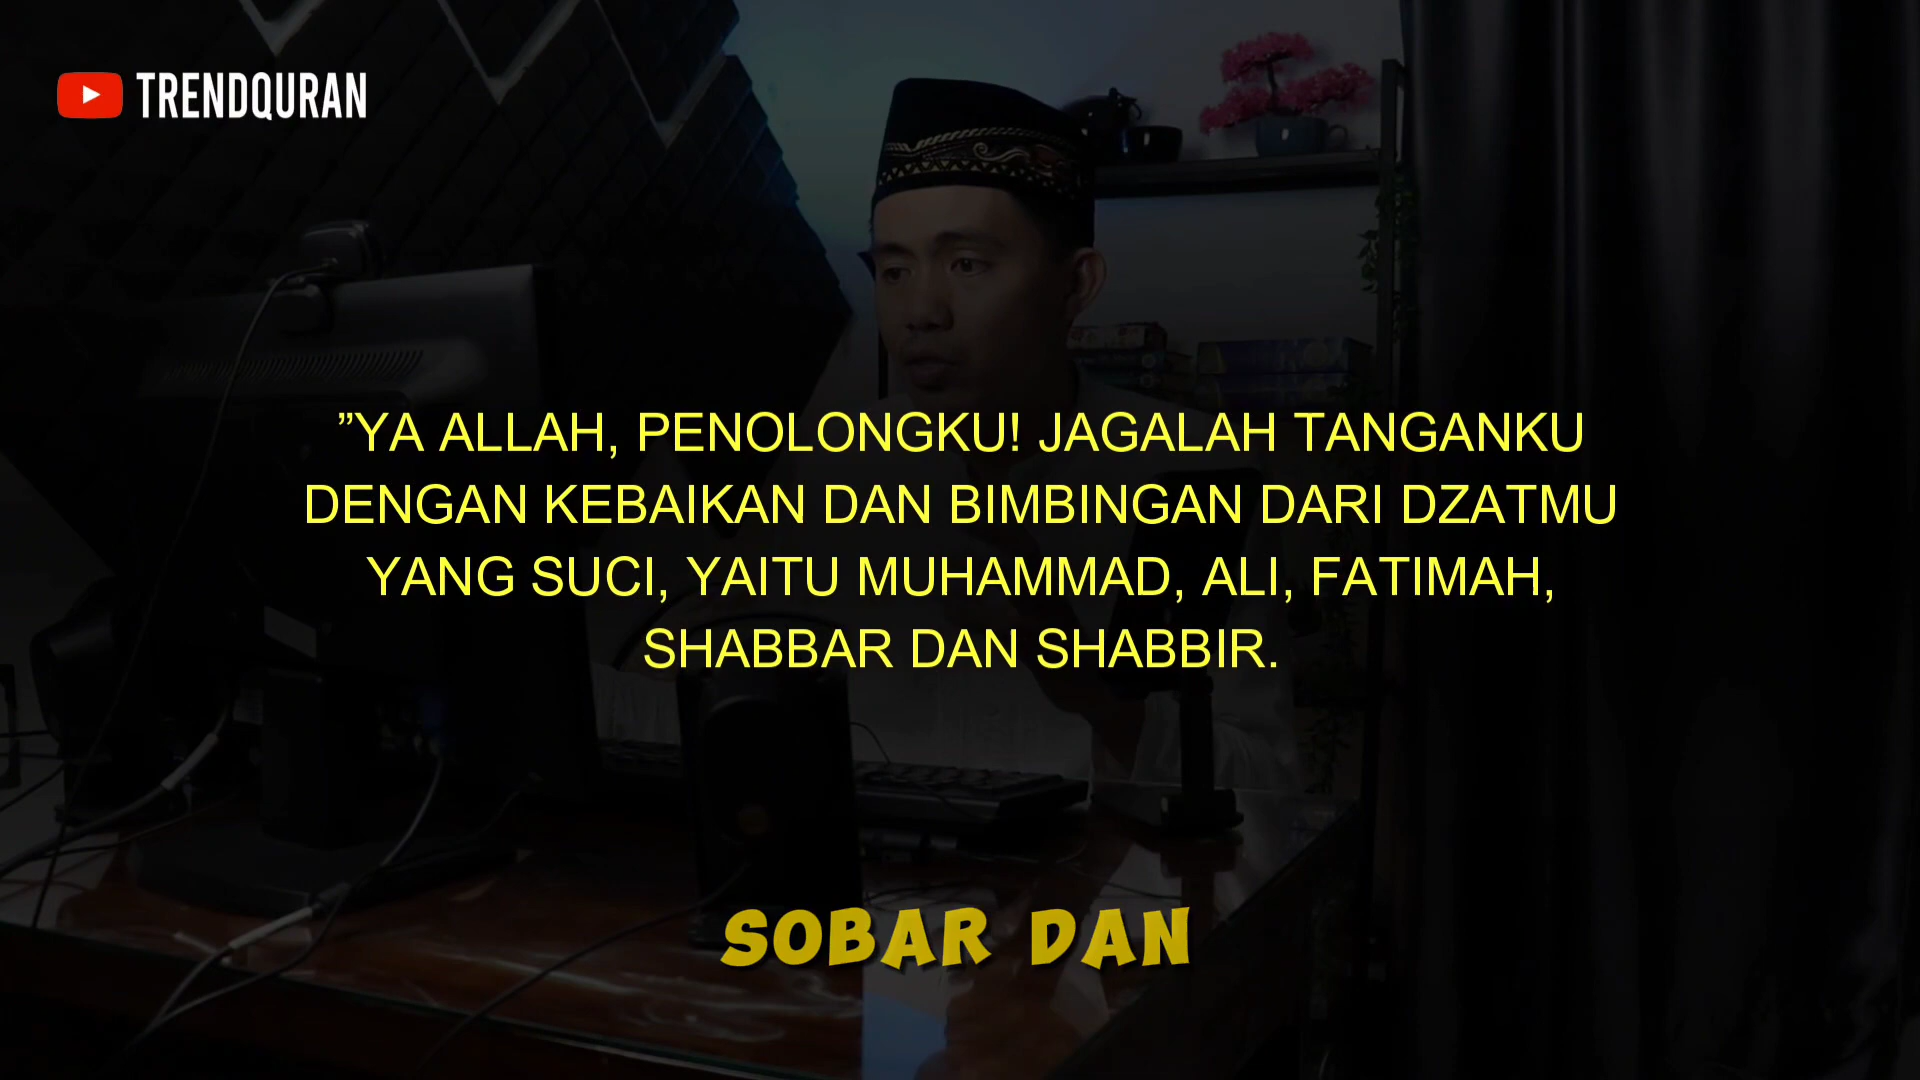 TRENDQURAN
”YA ALLAH, PENOLONGKU! JAGALAH TANGANKU
DENGAN KEBAIKAN DAN BIMBINGAN DARI DZATMU
YANG SUCI, YAITU MUHAMMAD, ALI, FATIMAH,
SHABBAR DAN SHABBIR.
SOBAR DAN